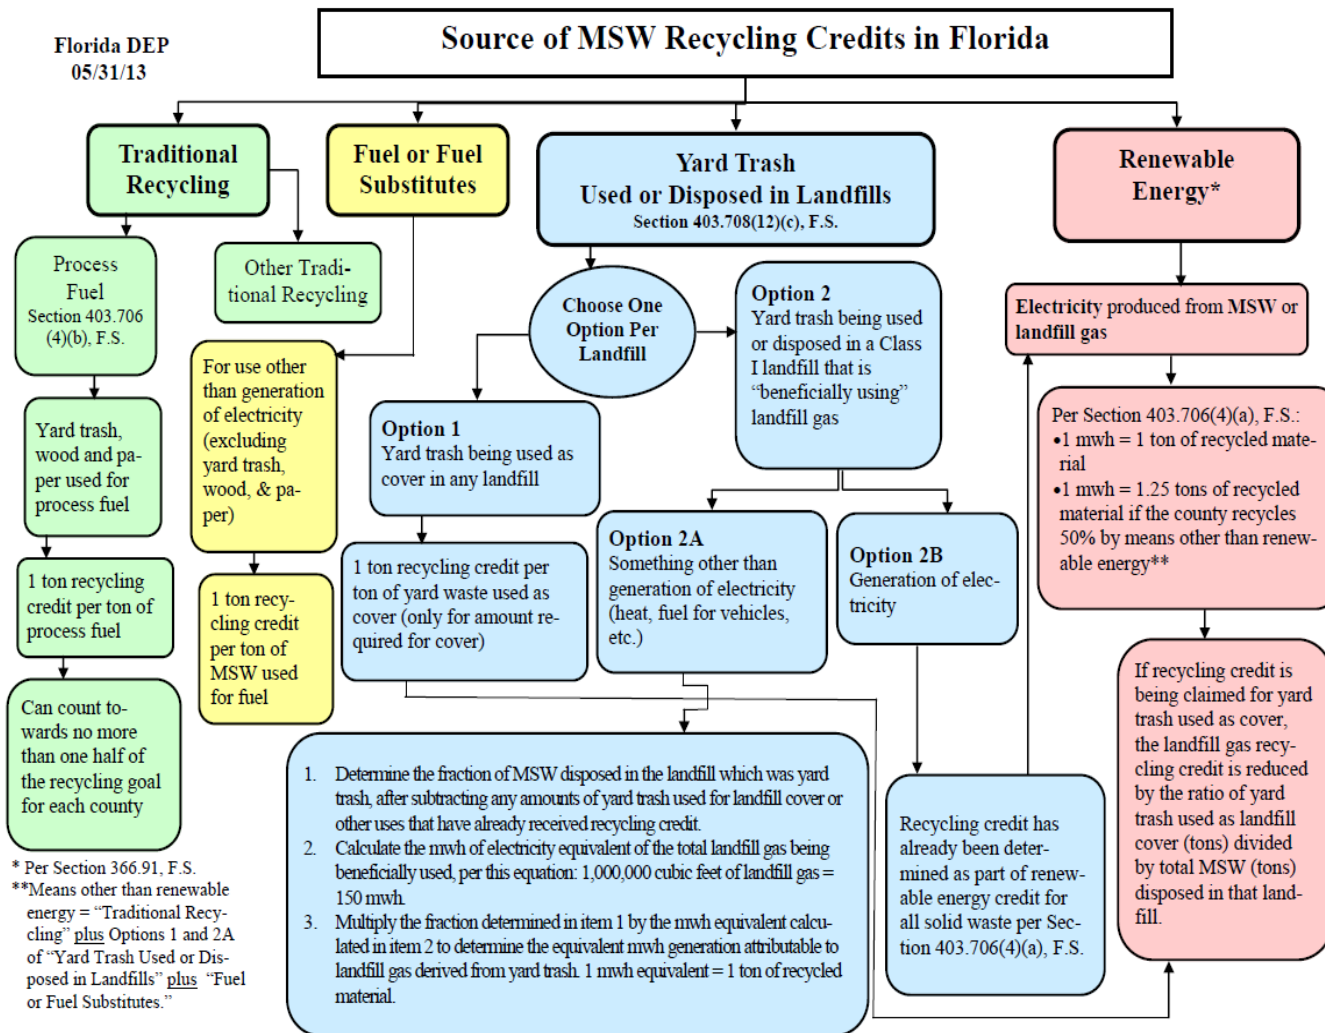 Florida DEP
05/31/13
Source of MSW Recycling Credits in Florida
Traditional
Recycling
Fuel or Fuel
Substitutes
Yard Trash
Used or Disposed in Landfills
Section 403.708(12)(c), F.S.
Renewable
Energy*
Process
Fuel
Section 403.706
(4)(b), F.S.
Other Tradi-
tional Recycling
Yard trash,
wood and pa-
per used for
process fuel
1 ton recycling
credit per ton of
process fuel
Can count to-
wards no more
than one half of
the recycling goal
for each county
For use other
than generation
of electricity
(excluding
yard trash,
wood, & pa-
per)
1 ton recy-
cling credit
per ton of
MSW used
for fuel
Choose One
Option Per
Landfill
Option 1
Yard trash being used as
cover in any landfill
1 ton recycling credit per
ton of yard waste used as
cover (only for amount re-
quired for cover)
Option 2
Yard trash being used
or disposed in a Class
I landfill that is
“beneficially using”
landfill gas
Option 2A
Something other than
generation of electricity
(heat, fuel for vehicles,
etc.)
Option 2B
Generation of elec-
tricity
1. Determine the fraction of MSW disposed in the landfill which was yard
trash, after subtracting any amounts of yard trash used for landfill cover or
other uses that have already received recycling credit.
2. Calculate the mwh of electricity equivalent of the total landfill gas being
beneficially used, per this equation: 1,000,000 cubic feet of landfill gas =
150 mwh.
3. Multiply the fraction determined in item 1 by the mwh equivalent calcu-
lated in item 2 to determine the equivalent mwh generation attributable to
landfill gas derived from yard trash. 1 mwh equivalent = 1 ton of recycled
material.
Recycling credit has
already been deter-
mined as part of renew-
able energy credit for
all solid waste per Sec-
tion 403.706(4)(a), F.S.
Electricity produced from MSW or
landfill gas
Per Section 403.706(4)(a), F.S.:
•1 mwh = 1 ton of recycled mate-
rial
•1 mwh = 1.25 tons of recycled
material if the county recycles
50% by means other than renew-
able energy**
If recycling credit is
being claimed for yard
trash used as cover,
the landfill gas recy-
cling credit is reduced
by the ratio of yard
trash used as landfill
cover (tons) divided
by total MSW (tons)
disposed in that land-
fill.
* Per Section 366.91, F.S.
**Means other than renewable
energy = “Traditional Recy-
cling” plus Options 1 and 2A
of “Yard Trash Used or Dis-
posed in Landfills” plus “Fuel
or Fuel Substitutes.”